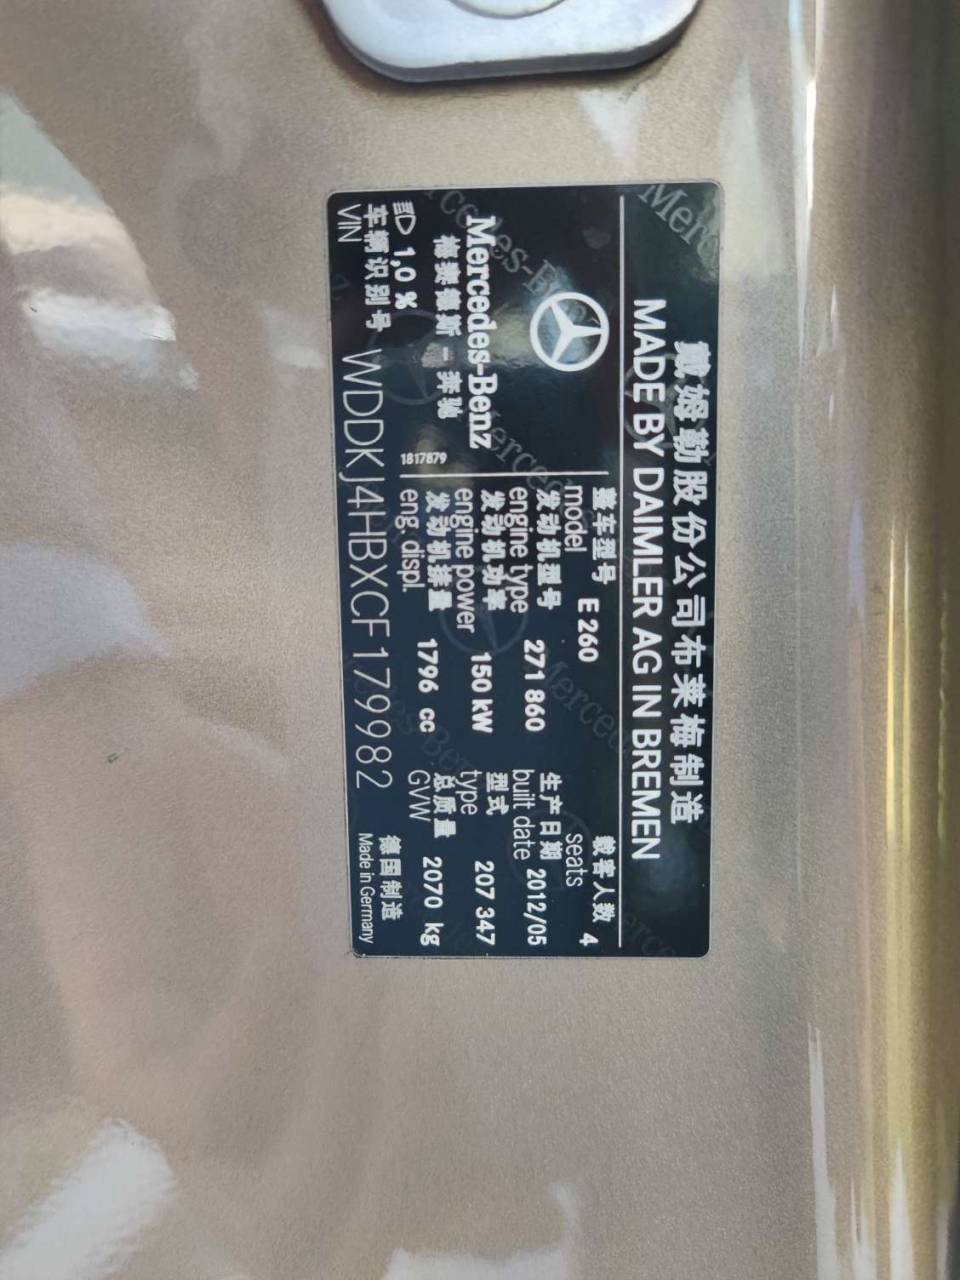 戴姆勒股份公司布莱梅制造
MADE BY DAIMLER AG IN BREMEN
Mercedes-Benz
梅赛德斯-奔驰
1,0 %
1817879
整车型号 E 260
model
载客人数 4
seats
发动机型号 271 860
engine type
生产日期 2012/05
built date
发动机功率 150 kW
engine power
型式 207 347
type
发动机排量 1796 cc
eng. displ.
总质量 2070 kg
GVW
车辆识别号 WDDKJ4HBXCF179982
VIN
德国制造
Made in Germany